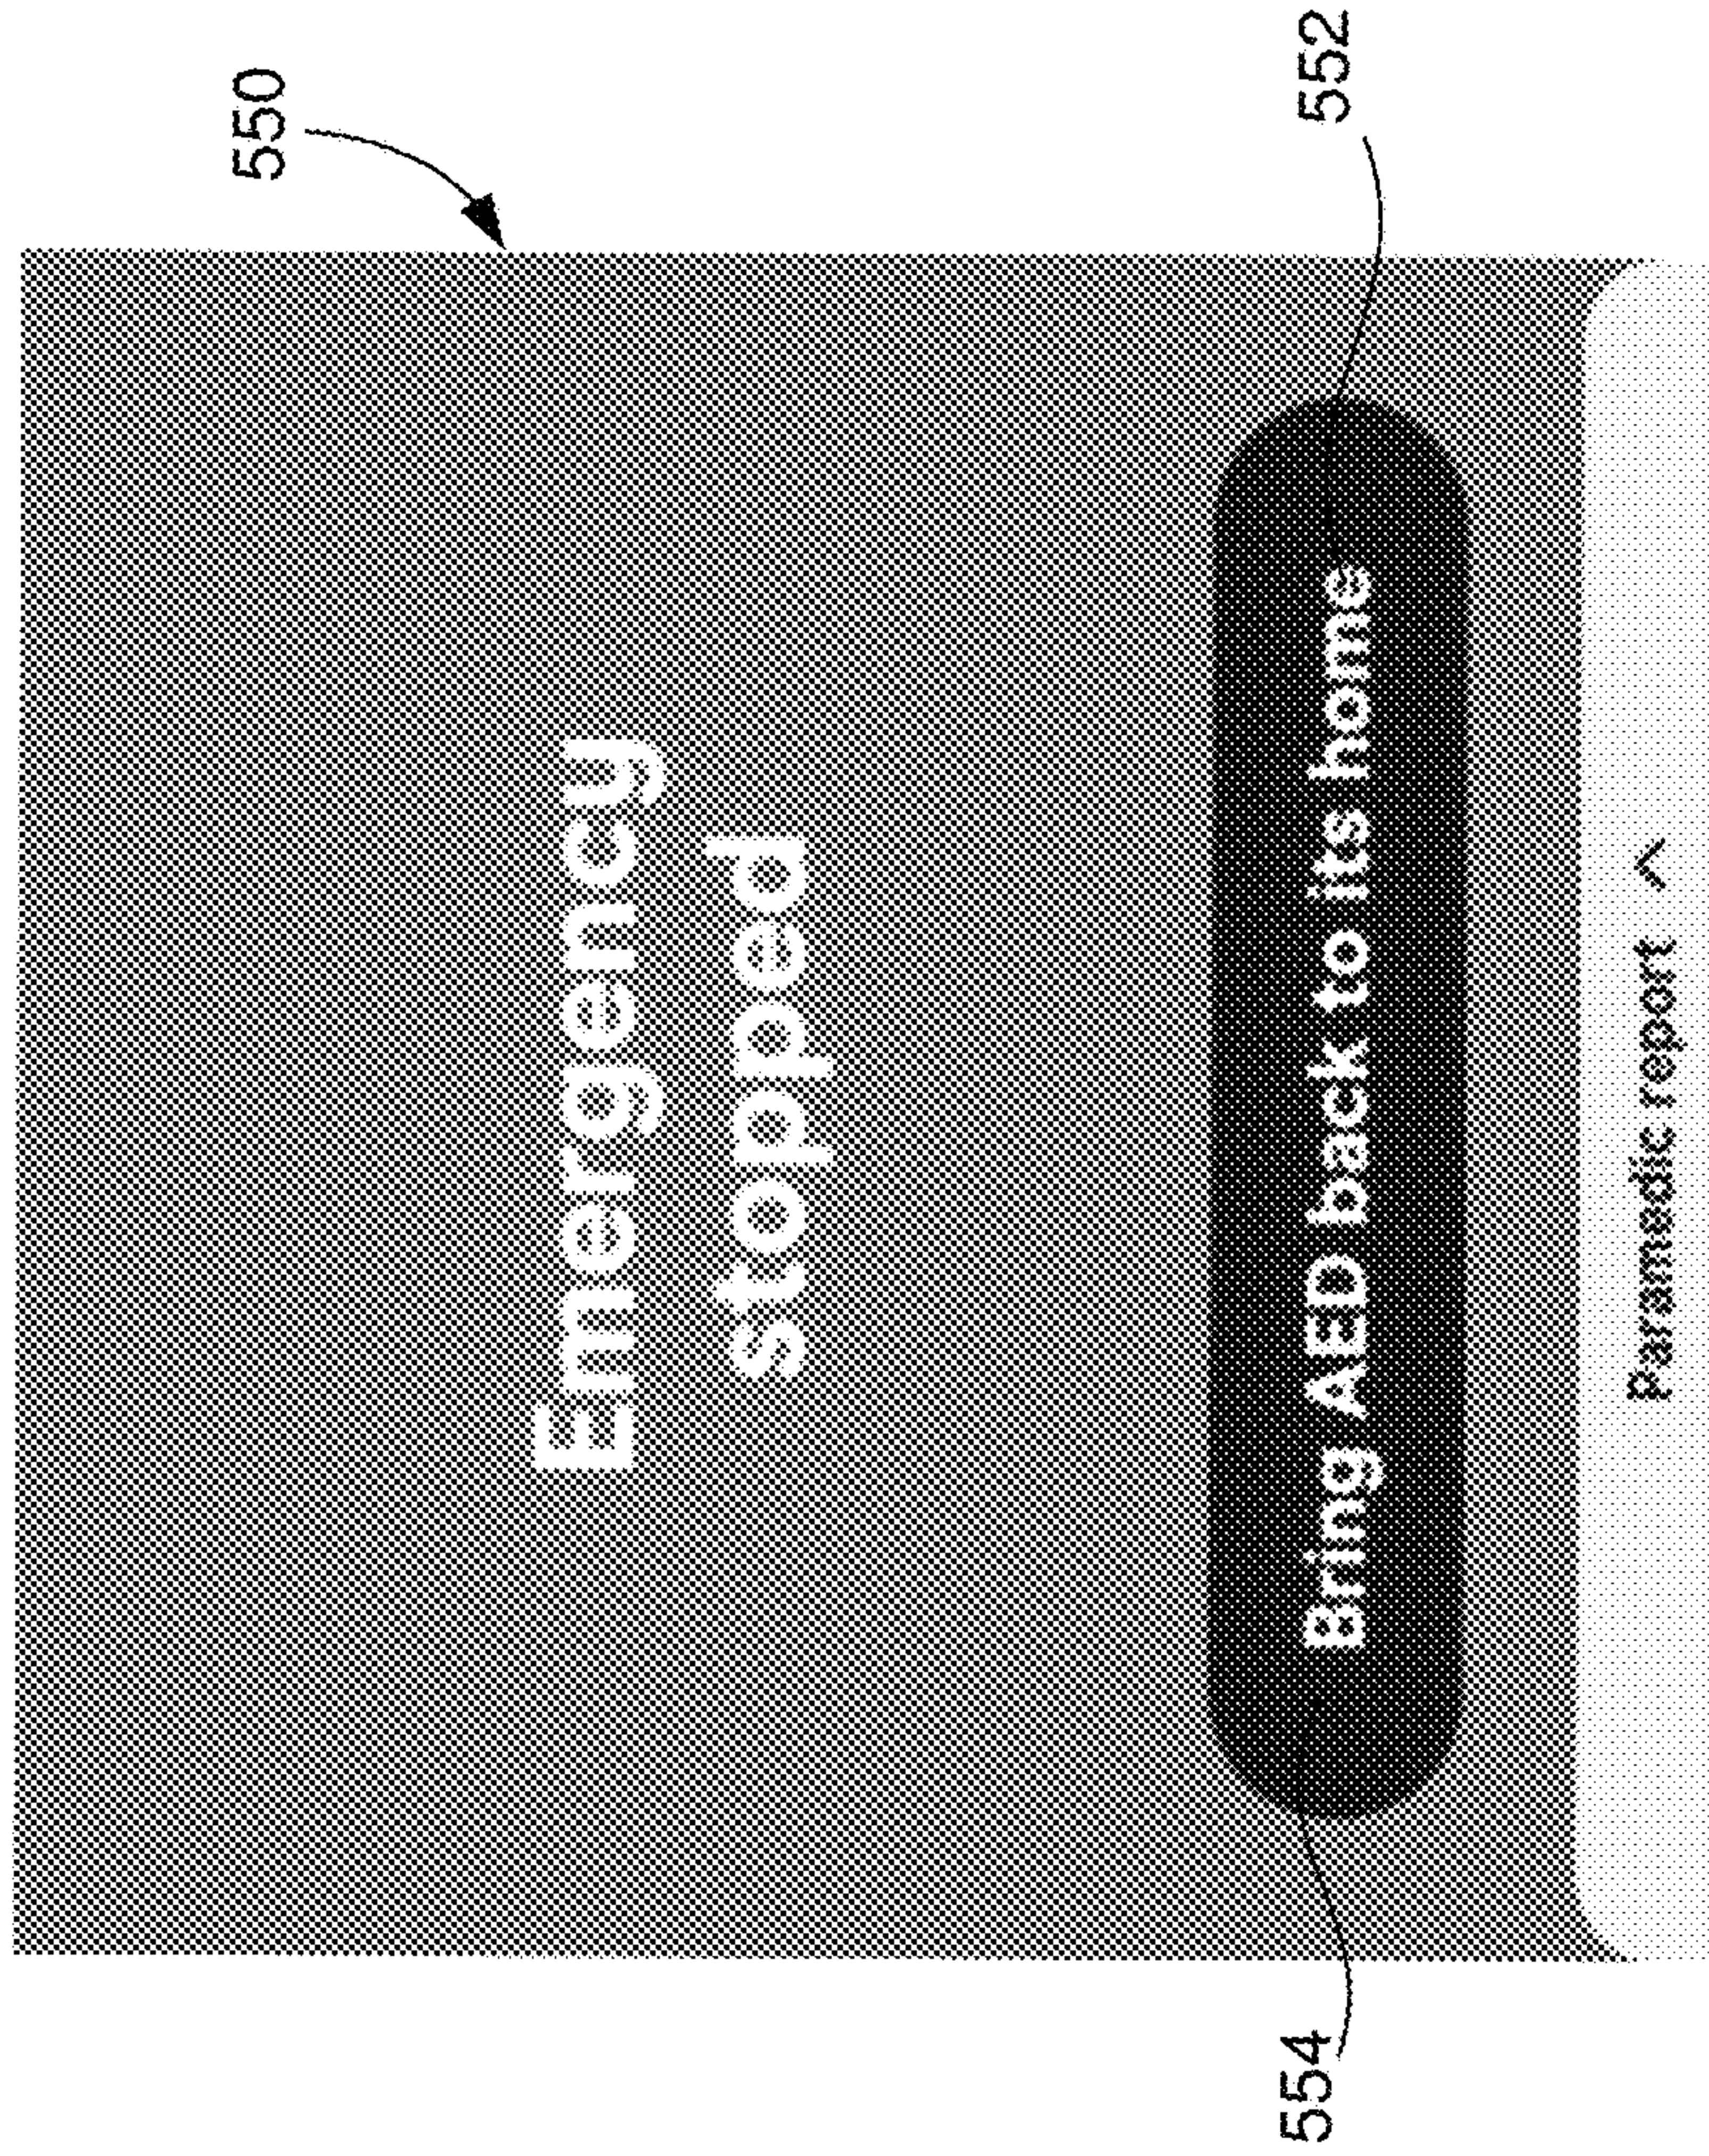 550
Emergency
stopped
554
552
Bring AED back to its home
Paramedic report ^